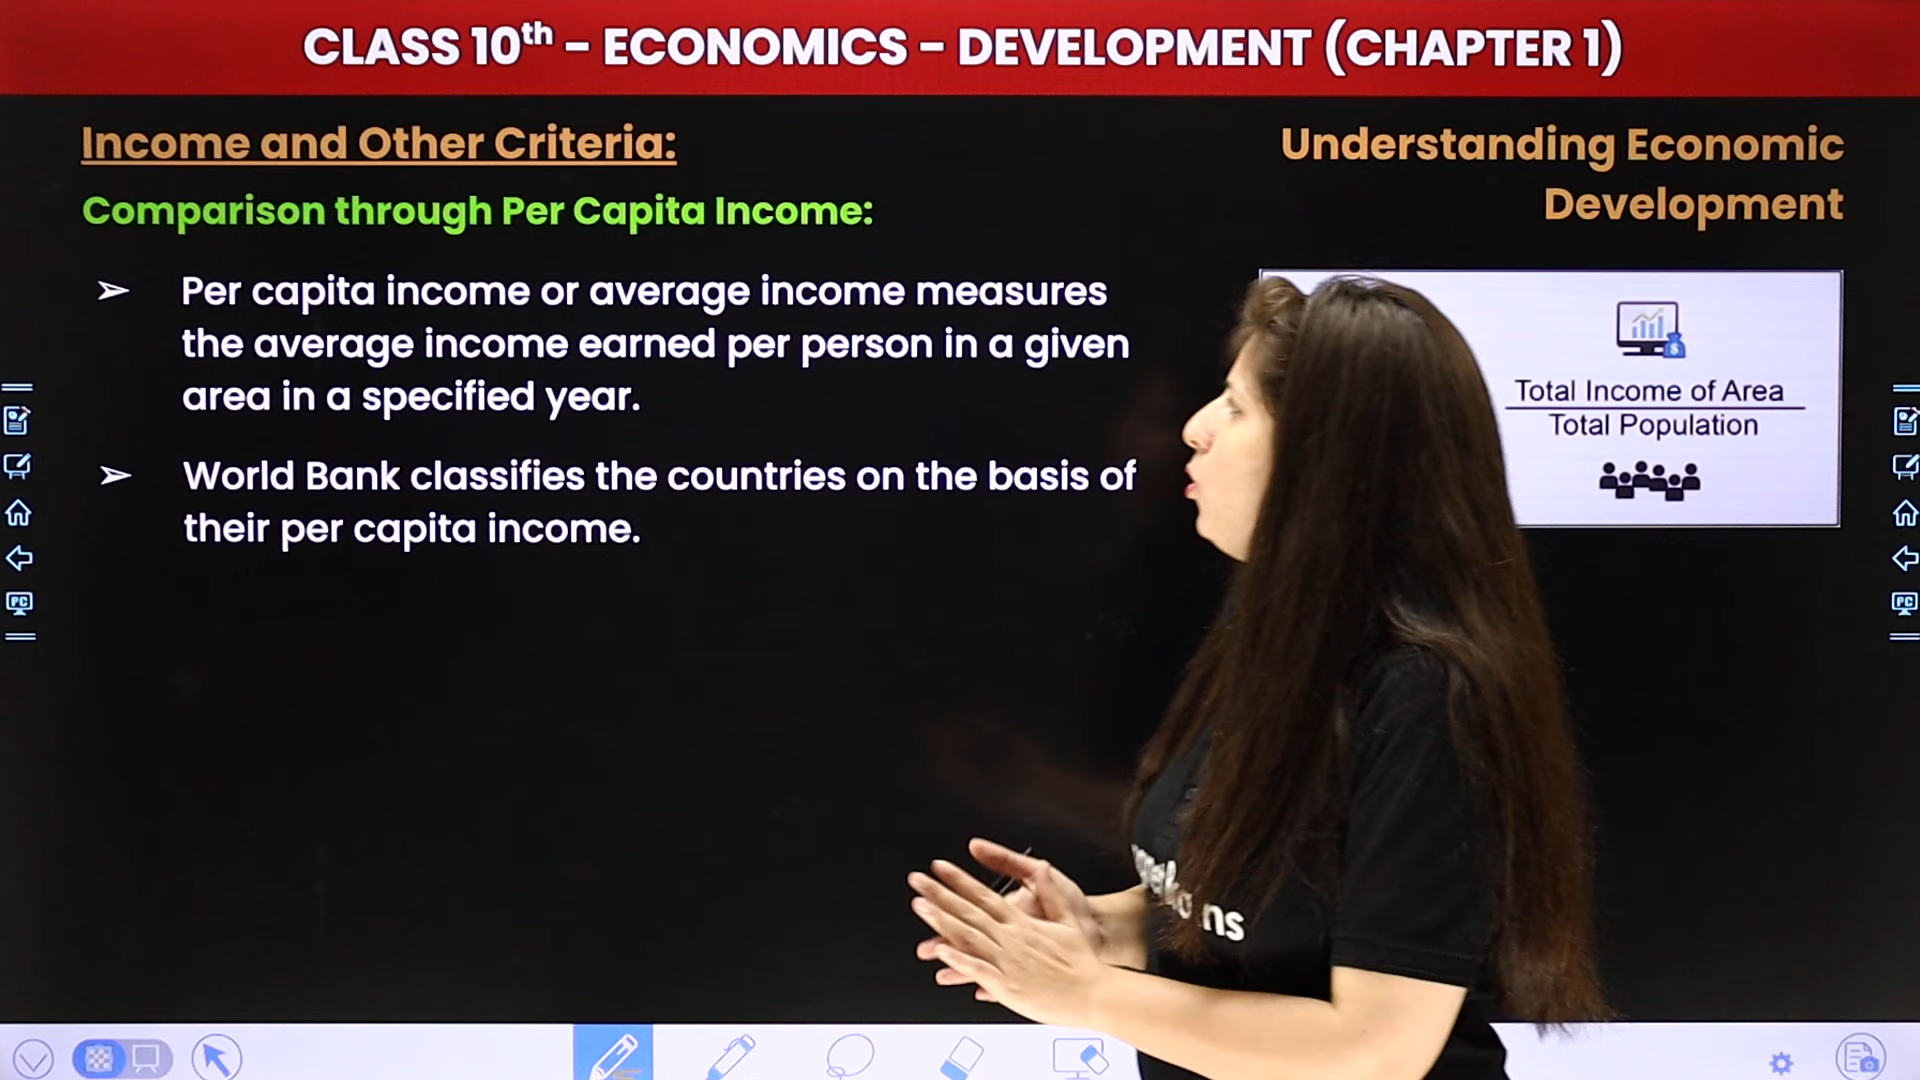 CLASS 10th – ECONOMICS – DEVELOPMENT (CHAPTER 1)
Income and Other Criteria:
Understanding Economic
Development
Comparison through Per Capita Income:
➢ Per capita income or average income measures
the average income earned per person in a given
area in a specified year.
➢ World Bank classifies the countries on the basis of
their per capita income.
Total Income of Area
Total Population
PC
PC